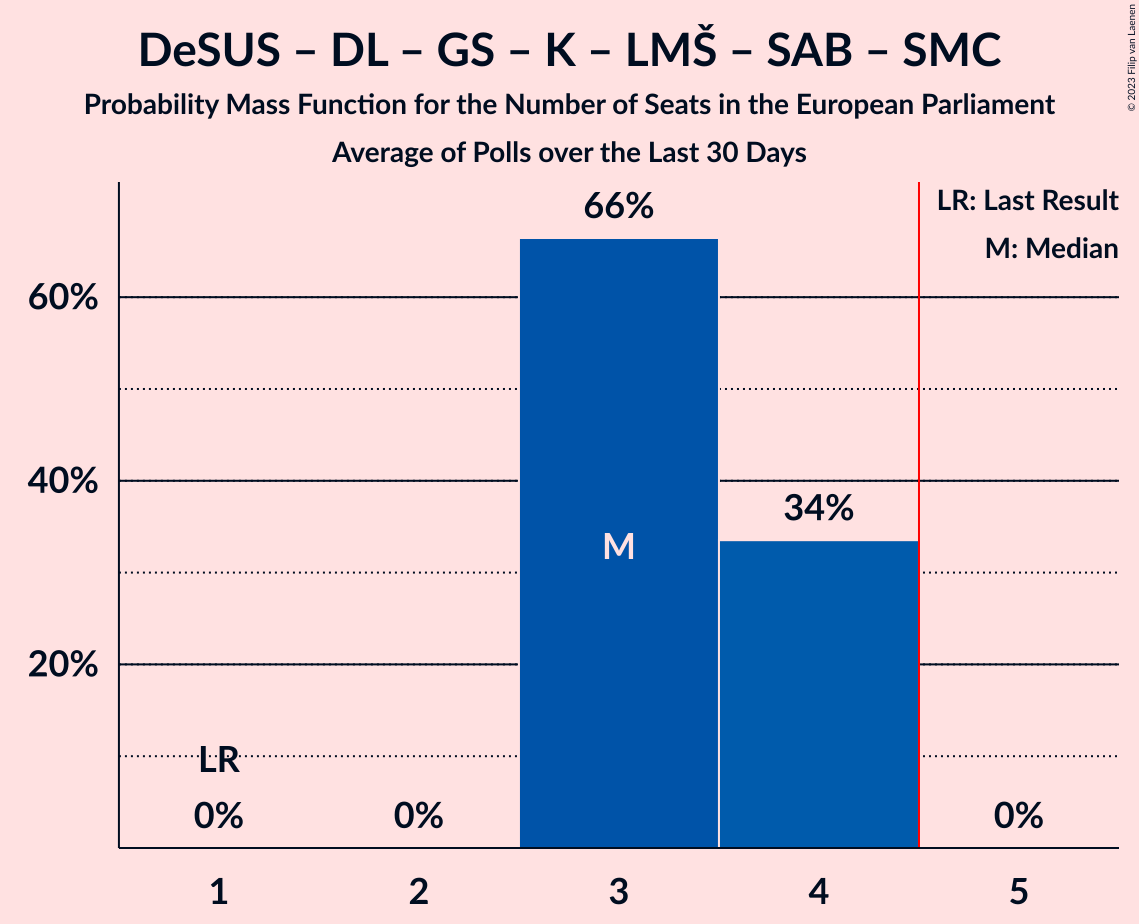 DeSUS – DL – GS – K – LMŠ – SAB – SMC
Probability Mass Function for the Number of Seats in the European Parliament
Average of Polls over the Last 30 Days
© 2023 Filip van Laenen
LR: Last Result
M: Median
66%
60%
40%
34%
M
20%
LR
0%
0%
0%
1
2
3
4
5